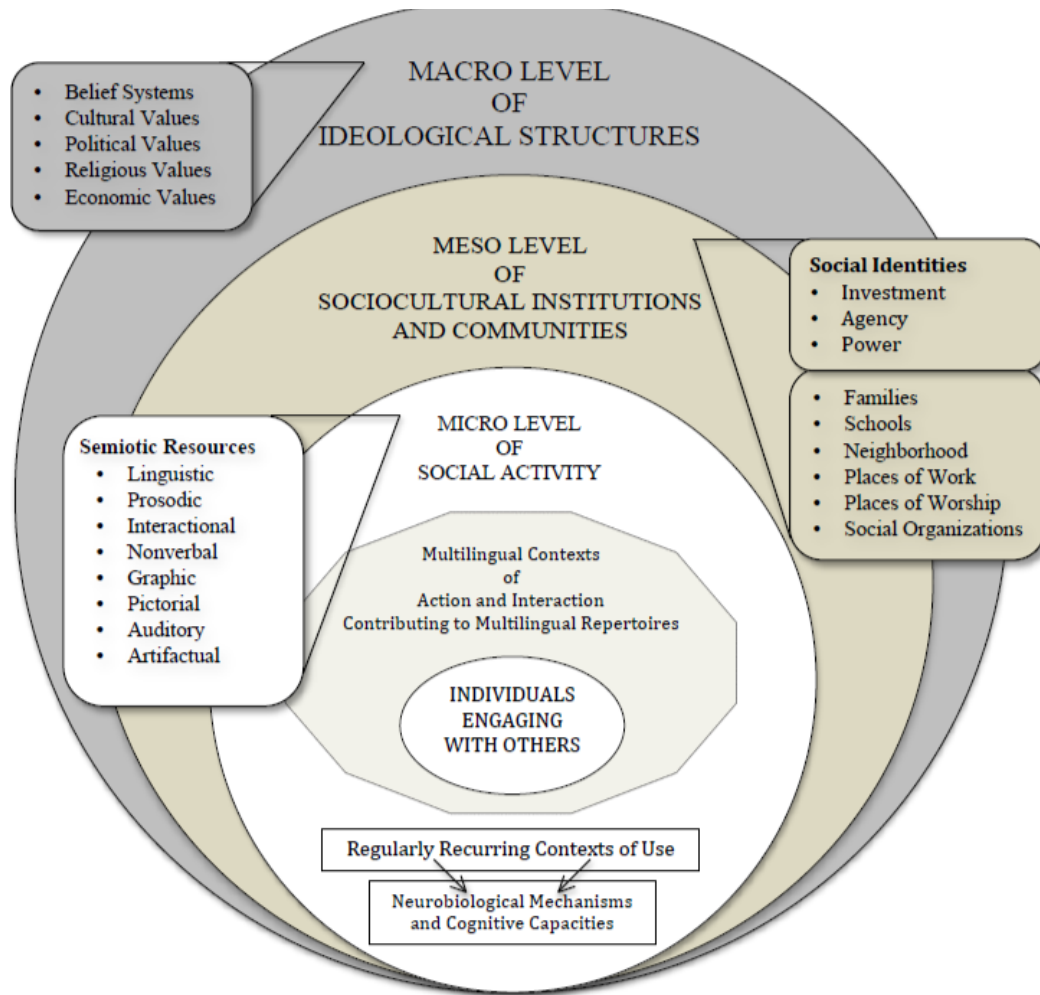 MACRO LEVEL
OF
IDEOLOGICAL STRUCTURES
• Belief Systems
• Cultural Values
• Political Values
• Religious Values
• Economic Values
MESO LEVEL
OF
SOCIOCULTURAL INSTITUTIONS
AND COMMUNITIES
Social Identities
• Investment
• Agency
• Power
• Families
• Schools
• Neighborhood
• Places of Work
• Places of Worship
• Social Organizations
MICRO LEVEL
OF
SOCIAL ACTIVITY
Semiotic Resources
• Linguistic
• Prosodic
• Interactional
• Nonverbal
• Graphic
• Pictorial
• Auditory
• Artifactual
Multilingual Contexts
of
Action and Interaction
Contributing to Multilingual Repertoires
INDIVIDUALS
ENGAGING
WITH OTHERS
Regularly Recurring Contexts of Use
Neurobiological Mechanisms
and Cognitive Capacities